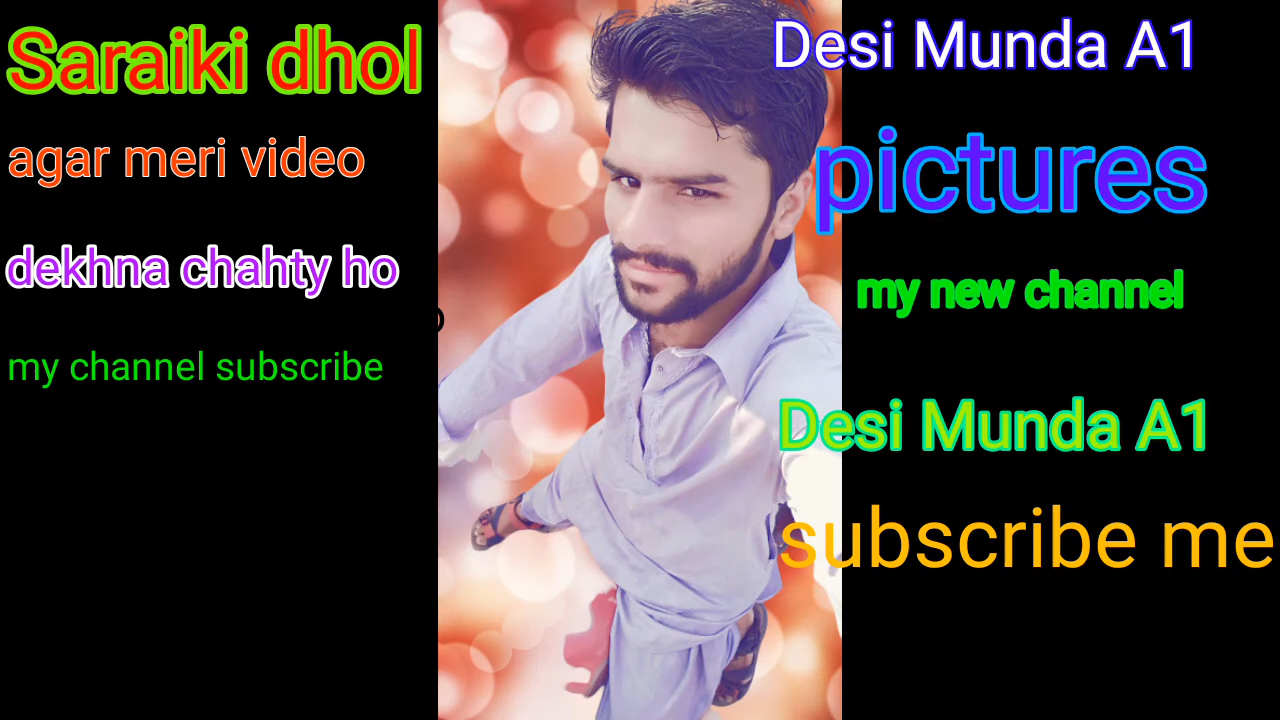 Saraiki dhol
agar meri video
dekhna chahty ho
my channel subscribe
Desi Munda A1
pictures
my new channel
Desi Munda A1
subscribe me